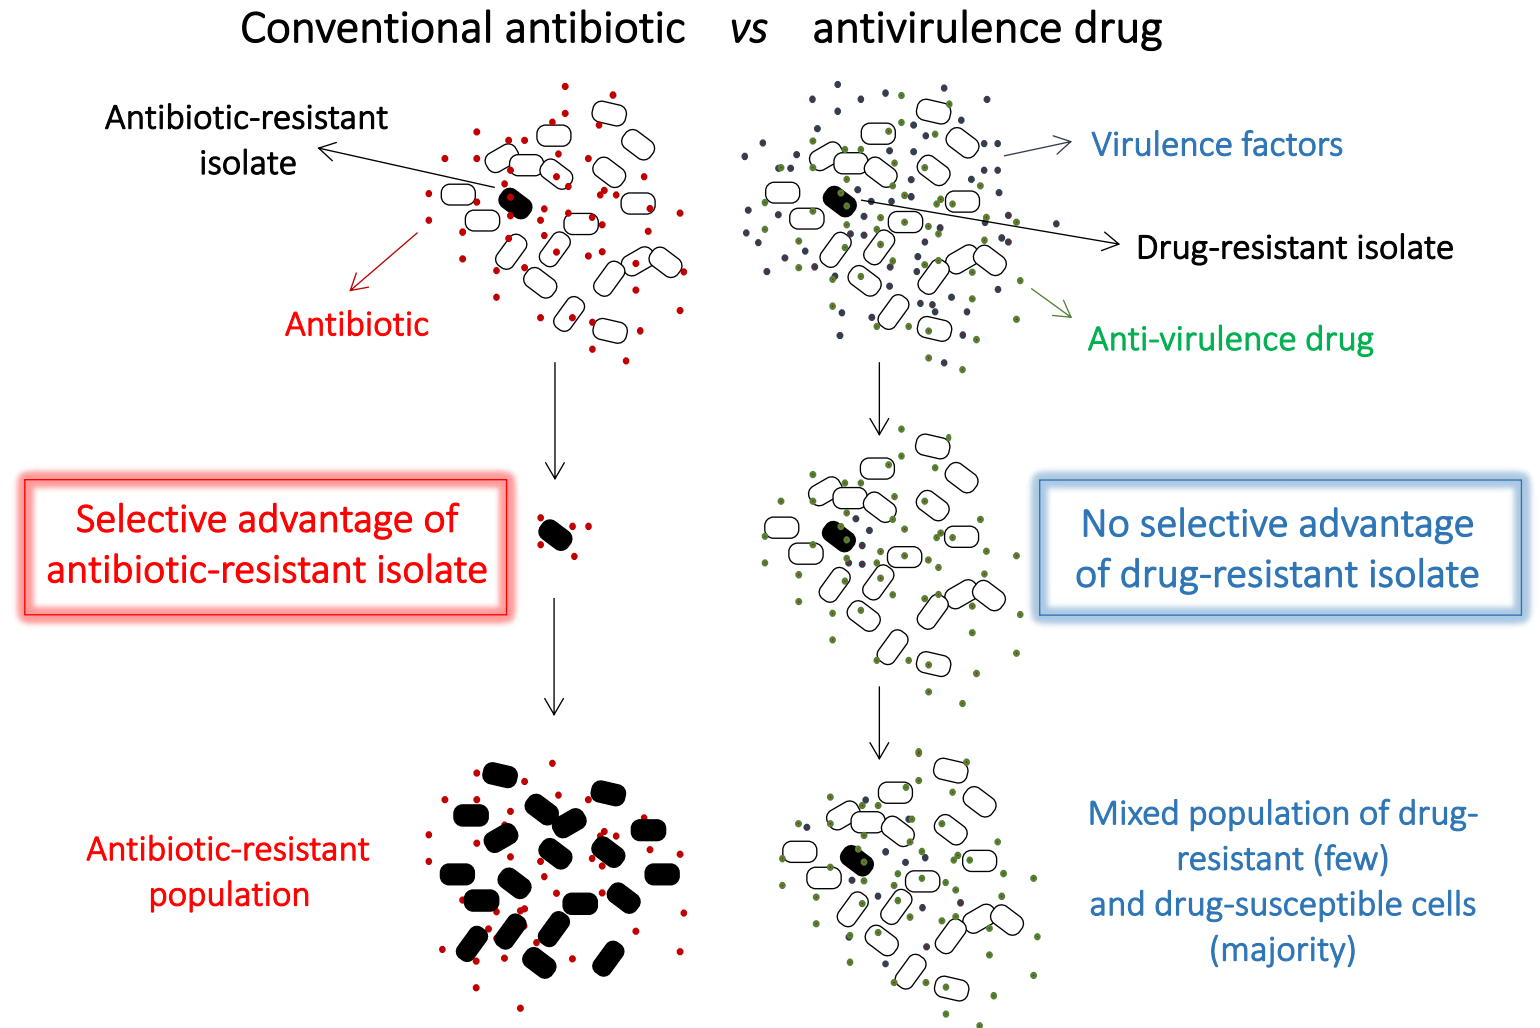 Conventional antibiotic vs antivirulence drug
Antibiotic-resistant
isolate
Antibiotic
Virulence factors
Drug-resistant isolate
Anti-virulence drug
Selective advantage of
antibiotic-resistant isolate
No selective advantage
of drug-resistant isolate
Antibiotic-resistant
population
Mixed population of drug-
resistant (few)
and drug-susceptible cells
(majority)